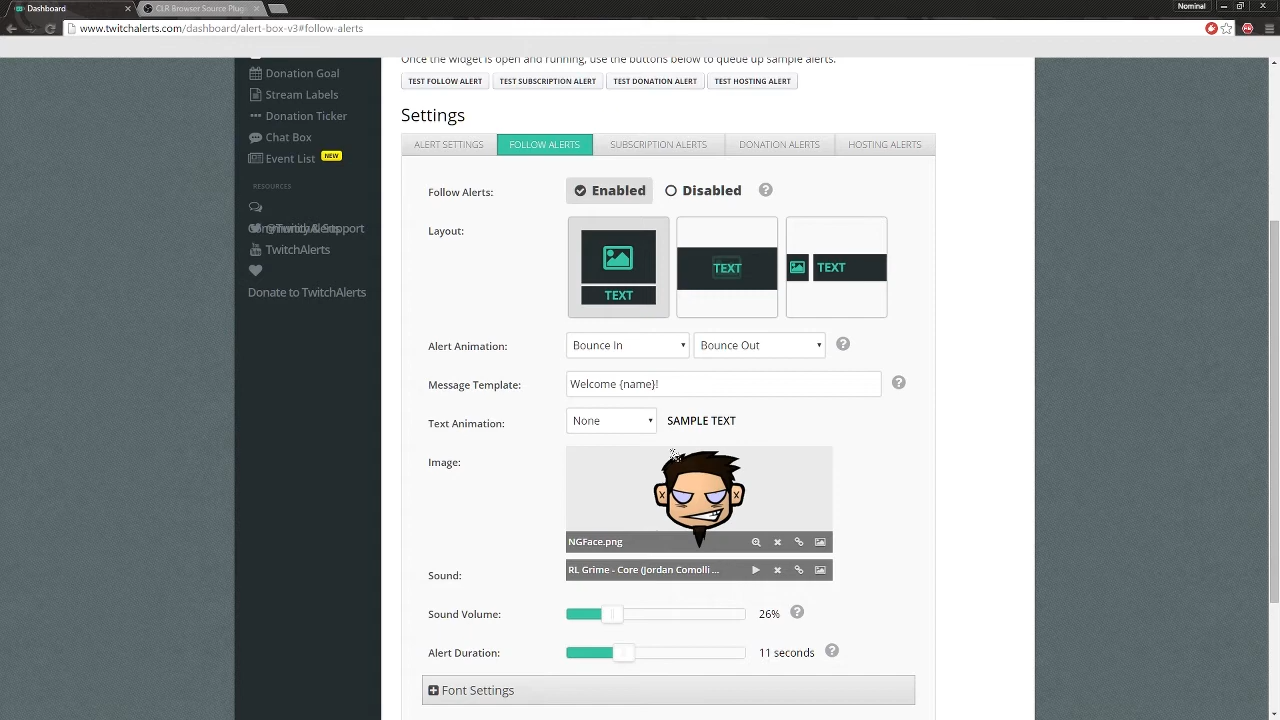 Dashboard
CLR Browser Source Plug
Nominal
www.twitchalerts.com/dashboard/alert-box-v3#follow-alerts
Once the widget is open and running, use the buttons below to queue up sample alerts.
Donation Goal
TEST FOLLOW ALERT TEST SUBSCRIPTION ALERT TEST DONATION ALERT TEST HOSTING ALERT
Stream Labels
Donation Ticker
Settings
Chat Box
ALERT SETTINGS FOLLOW ALERTS SUBSCRIPTION ALERTS DONATION ALERTS HOSTING ALERTS
Event List NEW
RESOURCES
Follow Alerts: Enabled Disabled ?
Support
TwitchAlerts
Donate to TwitchAlerts
Layout:
TEXT
TEXT
TEXT
Alert Animation: Bounce In Bounce Out ?
Message Template: Welcome {name}! ?
Text Animation: None SAMPLE TEXT
Image:
NGFace.png
Sound: RL Grime - Core (Jordan Comolli ...
Sound Volume: 26% ?
Alert Duration: 11 seconds ?
Font Settings